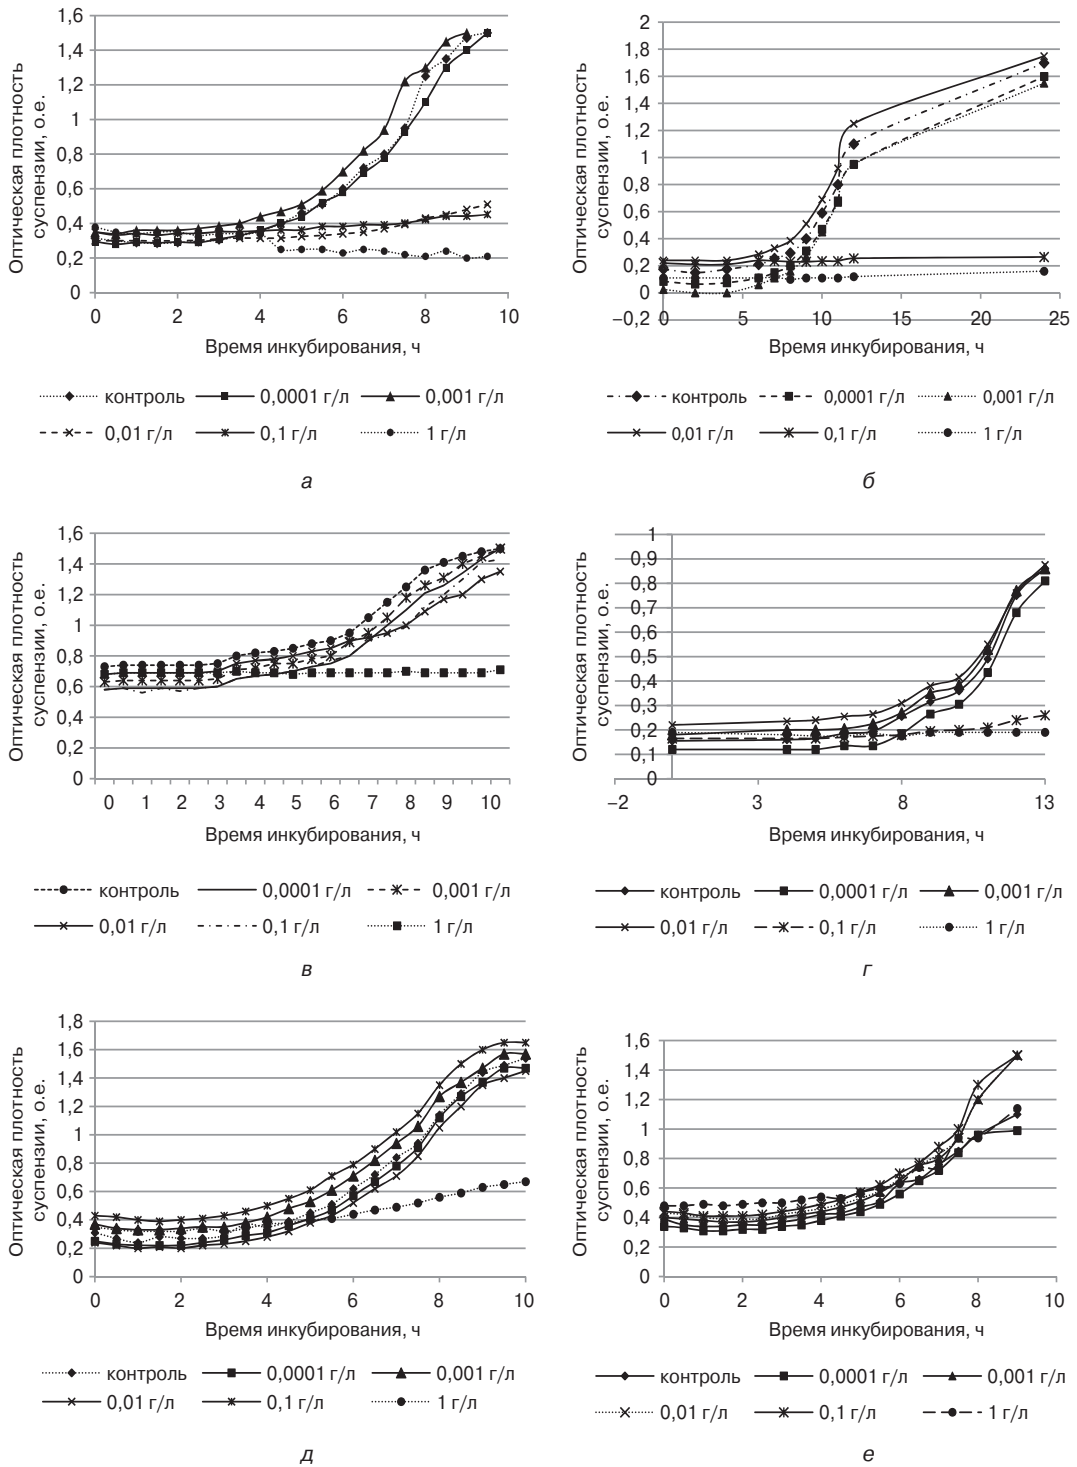 Оптическая плотность
суспензии, о.е.
1,6
1,4
1,2
1
0,8
0,6
0,4
0,2
0
0 2 4 6 8 10
Время инкубирования, ч
контроль 0,0001 г/л 0,001 г/л
0,01 г/л 0,1 г/л 1 г/л
а
Оптическая плотность
суспензии, о.е.
2
1,8
1,6
1,4
1,2
1
0,8
0,6
0,4
0,2
0
–0,2
0 5 10 15 20 25
Время инкубирования, ч
контроль 0,0001 г/л 0,001 г/л
0,01 г/л 0,1 г/л 1 г/л
б
Оптическая плотность
суспензии, о.е.
1,6
1,4
1,2
1
0,8
0,6
0,4
0,2
0
0 1 2 3 4 5 6 7 8 9 10
Время инкубирования, ч
контроль 0,0001 г/л 0,001 г/л
0,01 г/л 0,1 г/л 1 г/л
в
Оптическая плотность
суспензии, о.е.
1
0,9
0,8
0,7
0,6
0,5
0,4
0,3
0,2
0,1
0
–2 3 8 13
Время инкубирования, ч
контроль 0,0001 г/л 0,001 г/л
0,01 г/л 0,1 г/л 1 г/л
г
Оптическая плотность
суспензии, о.е.
1,8
1,6
1,4
1,2
1
0,8
0,6
0,4
0,2
0
0 2 4 6 8 10
Время инкубирования, ч
контроль 0,0001 г/л 0,001 г/л
0,01 г/л 0,1 г/л 1 г/л
д
Оптическая плотность
суспензии, о.е.
1,6
1,4
1,2
1
0,8
0,6
0,4
0,2
0
0 2 4 6 8 10
Время инкубирования, ч
контроль 0,0001 г/л 0,001 г/л
0,01 г/л 0,1 г/л 1 г/л
е